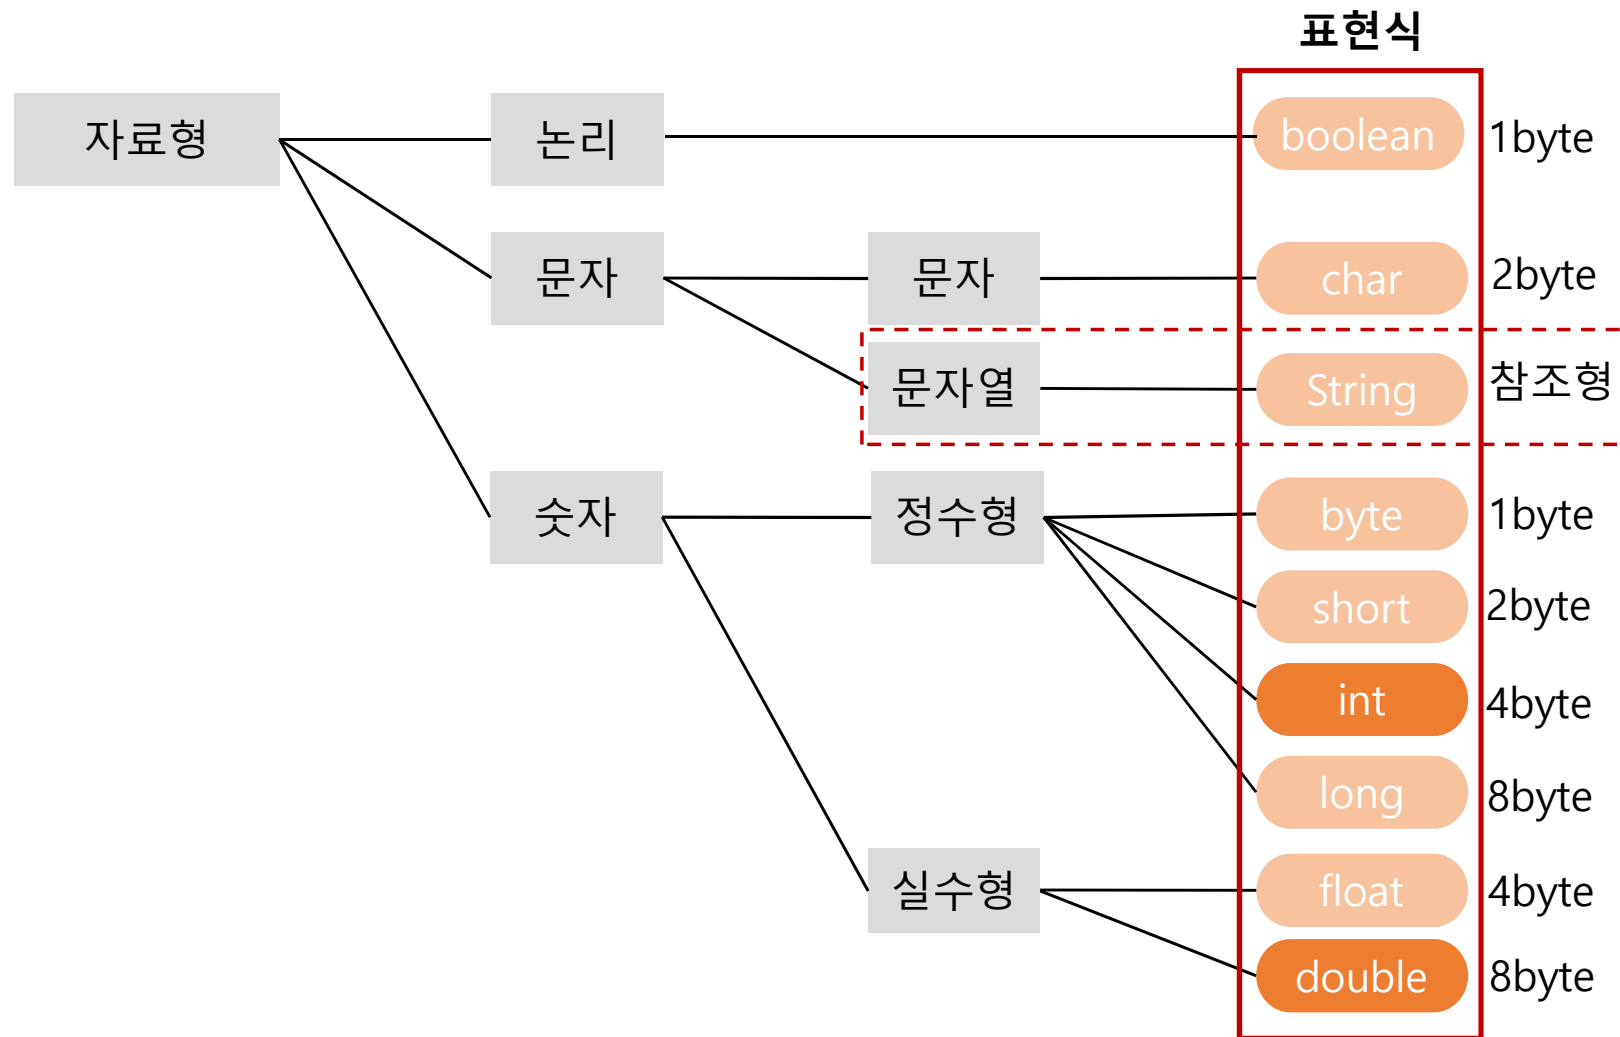 표현식
자료형
논리
boolean
1byte
문자
문자
char
2byte
문자열
String
참조형
숫자
정수형
byte
1byte
short
2byte
int
4byte
long
8byte
실수형
float
4byte
double
8byte